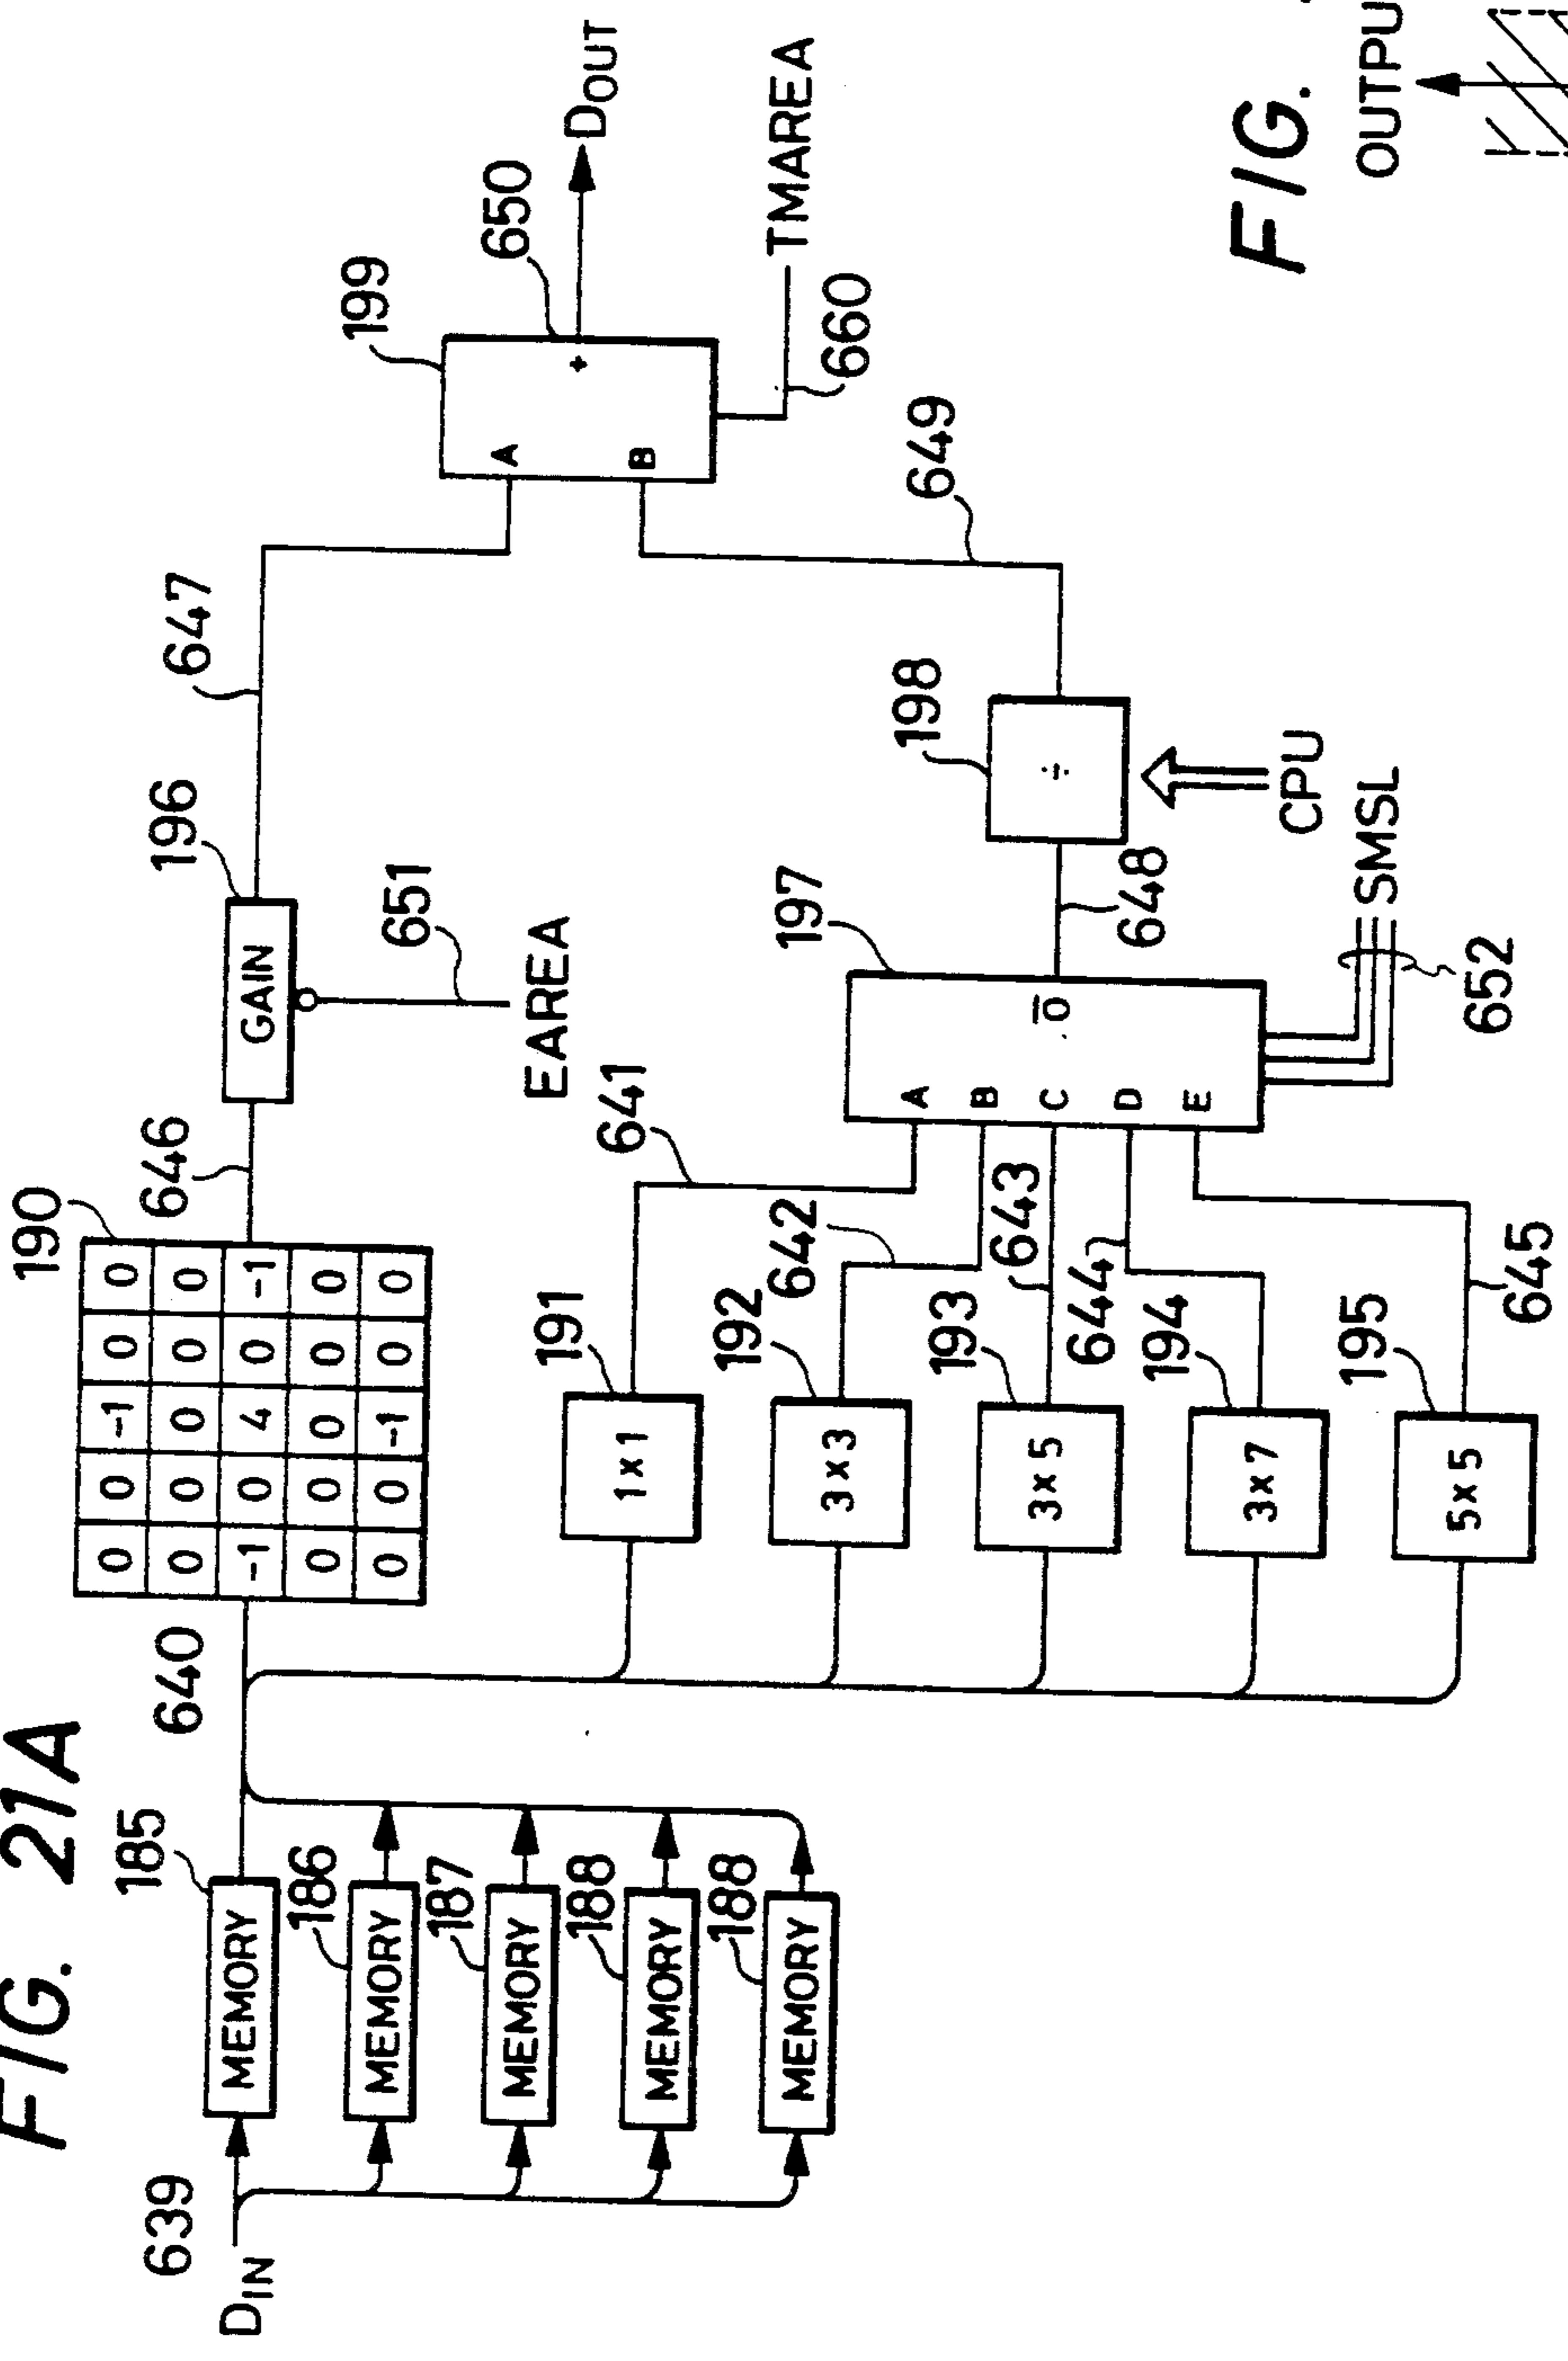 FIG. 21A
639
DIN
185
MEMORY
186
MEMORY
187
MEMORY
188
MEMORY
188
MEMORY
640
190
0 0 -1 0 0
0 0 0 0 0
-1 0 4 0 -1
0 0 0 0 0
0 0 -1 0 0
646
196
GAIN
651
EAREA
647
191
1 x 1
641
192
3 x 3
642
193
3 x 5
643
194
3 x 7
644
195
5 x 5
645
197
A
B
C
D
E
O
652
SMSL
648
198
÷
CPU
649
199
A
B
+
650
DOUT
660
TMAREA
FIG.
OUTPU